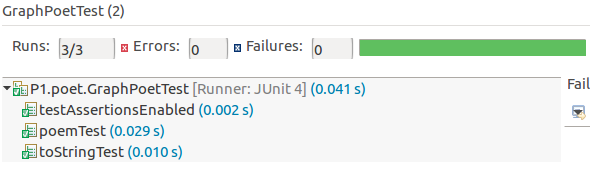 GraphPoetTest (2)
Runs: 3/3 Errors: 0 Failures: 0
P1.poet.GraphPoetTest [Runner: JUnit 4] (0.041 s)
Fail
testAssertionsEnabled (0.002 s)
poemTest (0.029 s)
toStringTest (0.010 s)